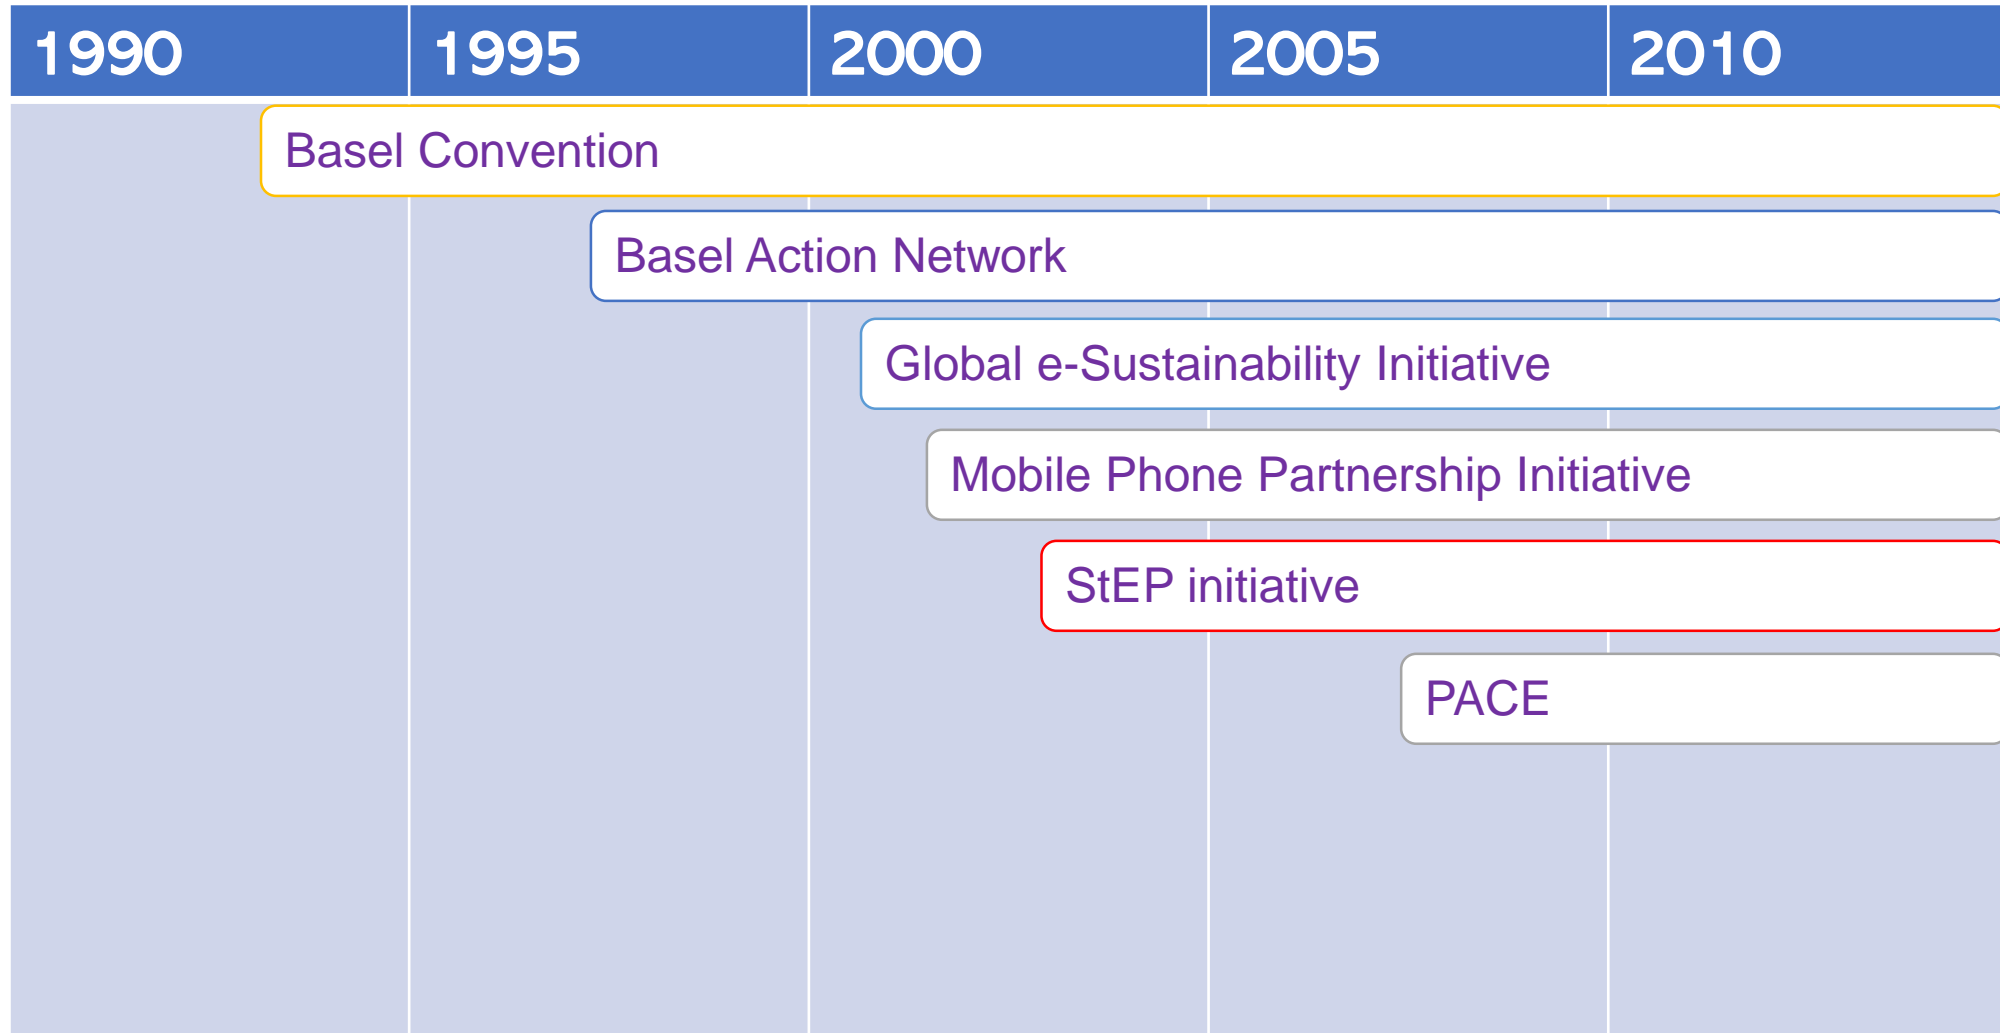 1990 1995 2000 2005 2010
Basel Convention
Basel Action Network
Global e-Sustainability Initiative
Mobile Phone Partnership Initiative
StEP initiative
PACE